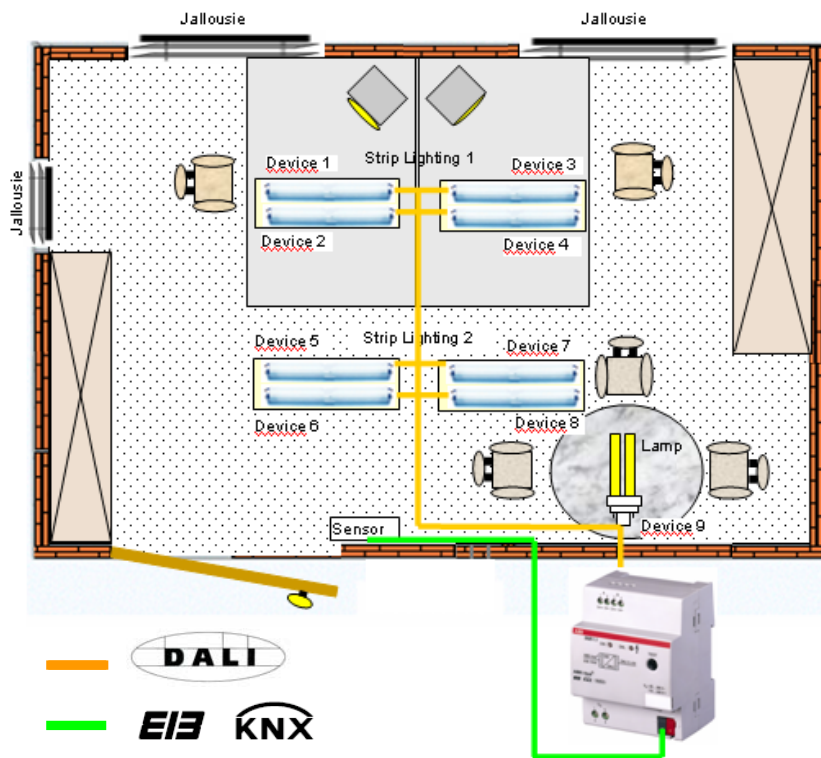 Jallousie
Jallousie
Device 1
Strip Lighting 1
Device 3
Jallousie
Device 2
Device 4
Strip Lighting 2
Device 5
Device 7
Device 6
Device 8
Lamp
Sensor
Device 9
DALI
EIB KNX
ABB